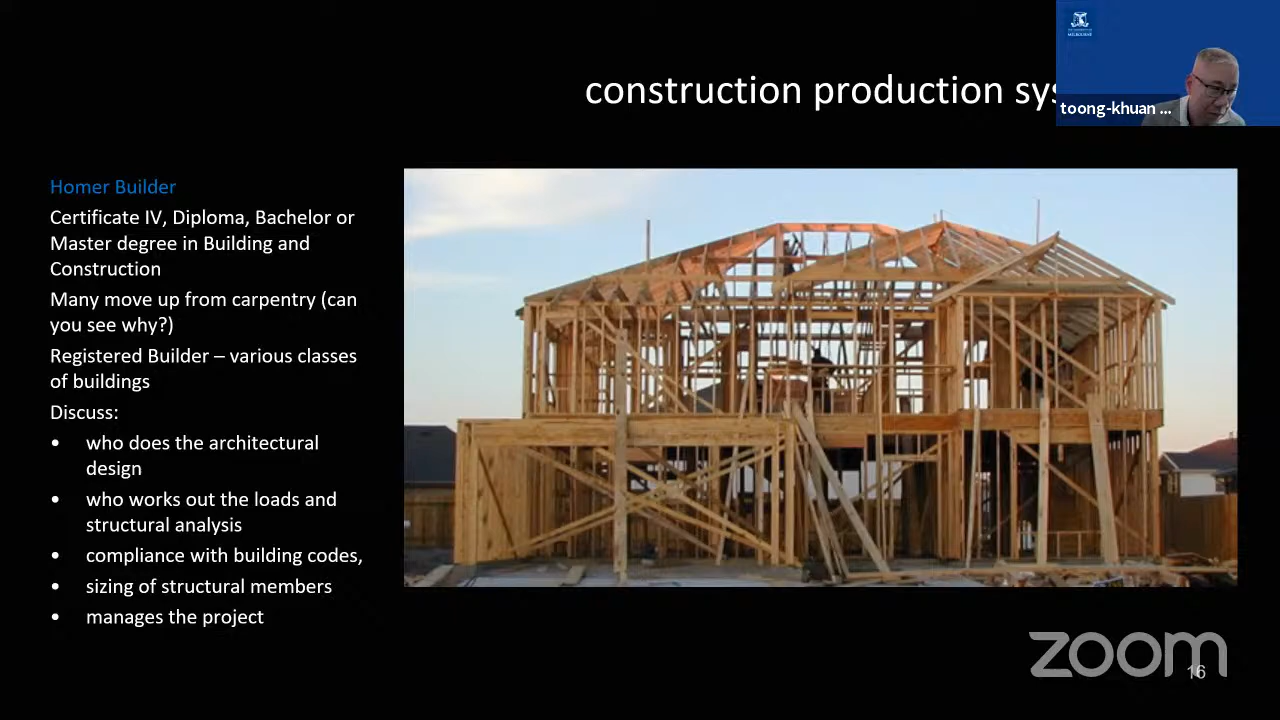 construction production sys
toong-khuan ...
Homer Builder
Certificate IV, Diploma, Bachelor or
Master degree in Building and
Construction
Many move up from carpentry (can
you see why?)
Registered Builder – various classes
of buildings
Discuss:
• who does the architectural
design
• who works out the loads and
structural analysis
• compliance with building codes,
• sizing of structural members
• manages the project
zoom
16